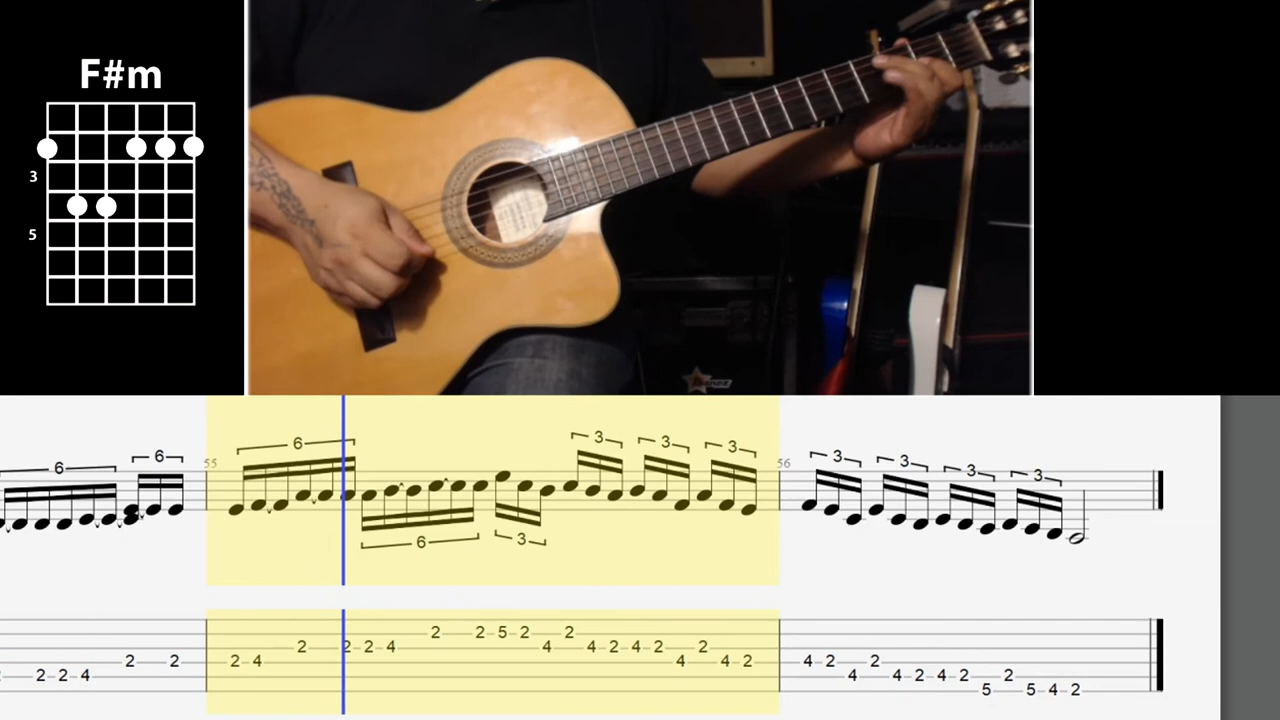 F#m
3
5
6 6 55 6 6 3 3 3 3 56 3 3 3 3
2 5 2 2
2 2 2 4 2 2 4 4 2 4 2 2
2 2 2 4 4 4 2 4 2 2
2 2 4 4 4 2 4 2 2
5 5 4 2